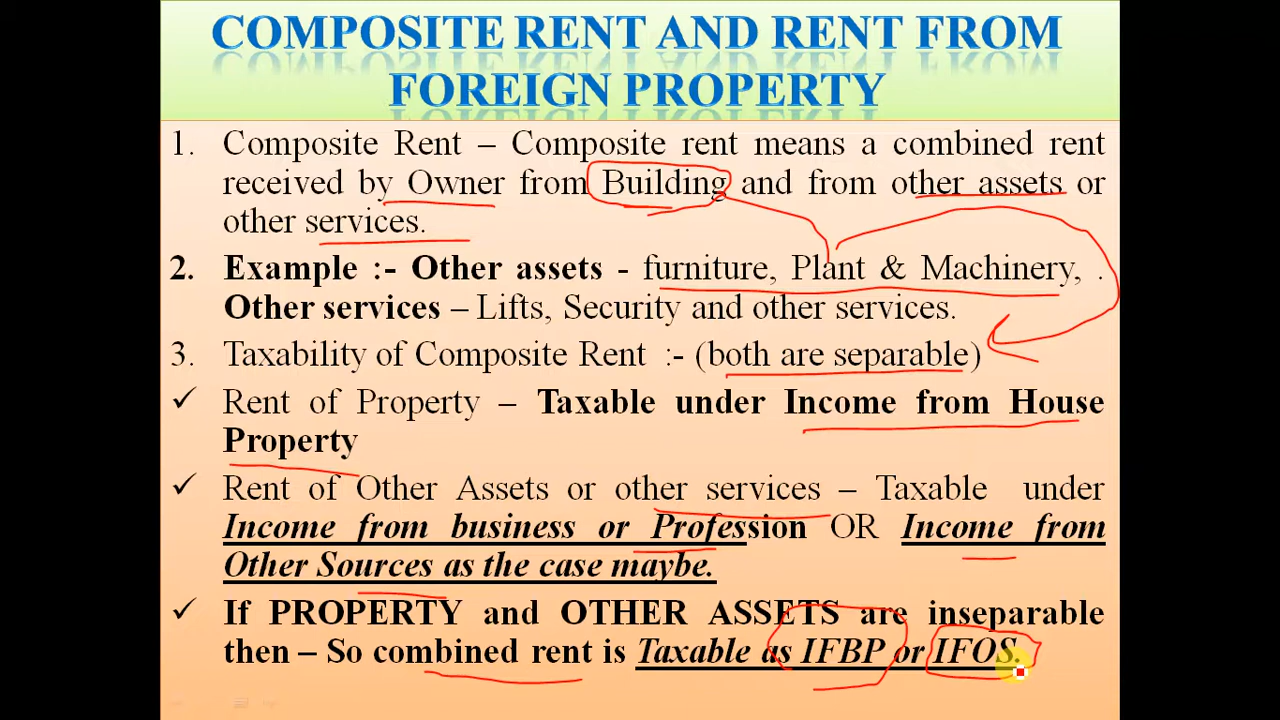 COMPOSITE RENT AND RENT FROM
FOREIGN PROPERTY
1. Composite Rent – Composite rent means a combined rent
received by Owner from Building and from other assets or
other services.
2. Example :- Other assets - furniture, Plant & Machinery, .
Other services – Lifts, Security and other services.
3. Taxability of Composite Rent :- (both are separable)
✓ Rent of Property – Taxable under Income from House
Property
✓ Rent of Other Assets or other services – Taxable under
Income from business or Profession OR Income from
Other Sources as the case maybe.
✓ If PROPERTY and OTHER ASSETS are inseparable
then – So combined rent is Taxable as IFBP or IFOS.